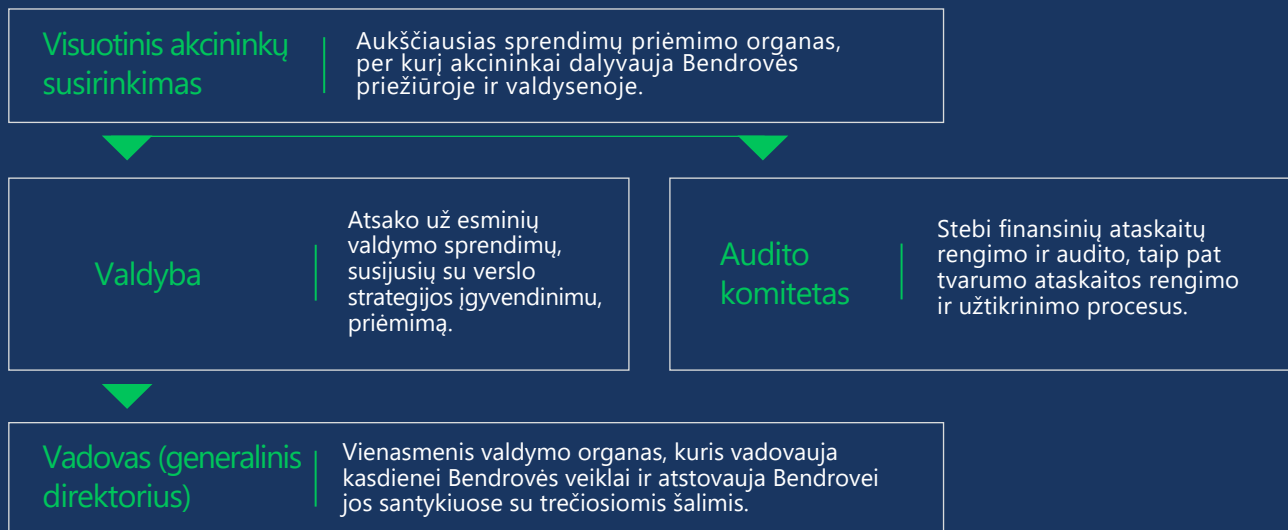 Visuotinis akcininkų
susirinkimas
Aukščiausias sprendimų priėmimo organas,
per kurį akcininkai dalyvauja Bendrovės
priežiūroje ir valdysenoje.
Valdyba
Atsako už esminių
valdymo sprendimų,
susijusių su verslo
strategijos įgyvendinimu,
priėmimą.
Audito
komitetas
Stebi finansinių ataskaitų
rengimo ir audito, taip pat
tvarumo ataskaitos rengimo
ir užtikrinimo procesus.
Vadovas (generalinis
direktorius)
Vienasmenis valdymo organas, kuris vadovauja
kasdienei Bendrovės veiklai ir atstovauja Bendrovei
jos santykiuose su trečiosiomis šalimis.